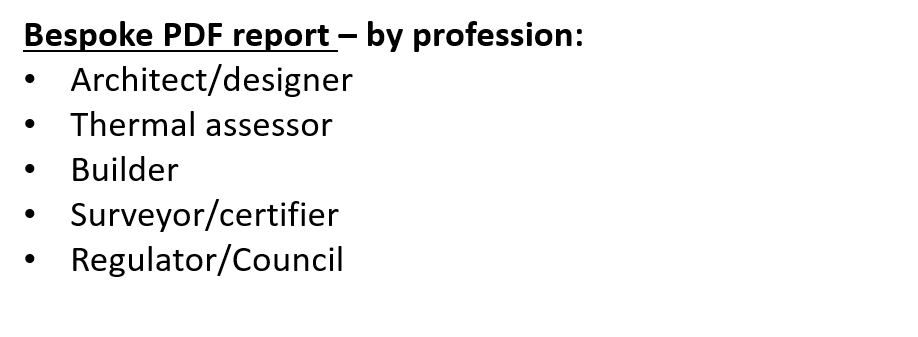 Bespoke PDF report – by profession:
• Architect/designer
• Thermal assessor
• Builder
• Surveyor/certifier
• Regulator/Council